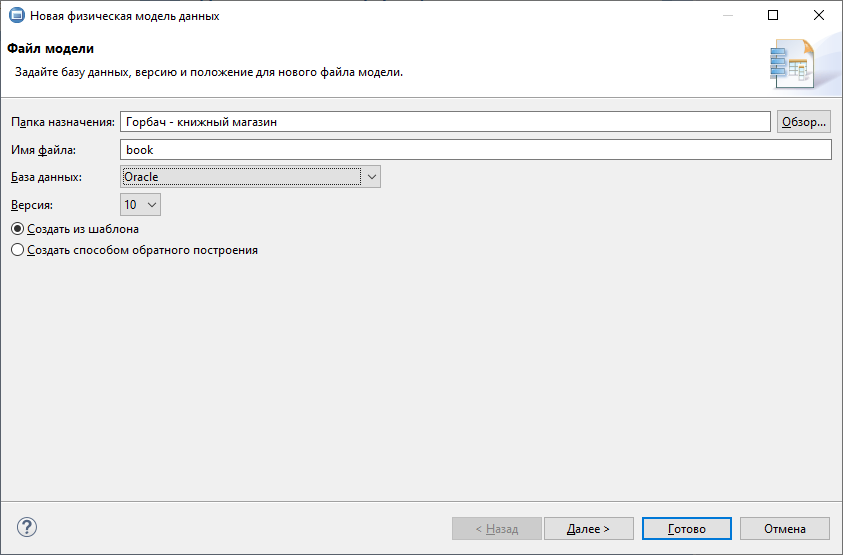 Новая физическая модель данных
Файл модели
Задайте базу данных, версию и положение для нового файла модели.
Папка назначения: Горбач - книжный магазин Обзор...
Имя файла: book
База данных: Oracle
Версия: 10
Создать из шаблона
Создать способом обратного построения
? < Назад Далее > Готово Отмена